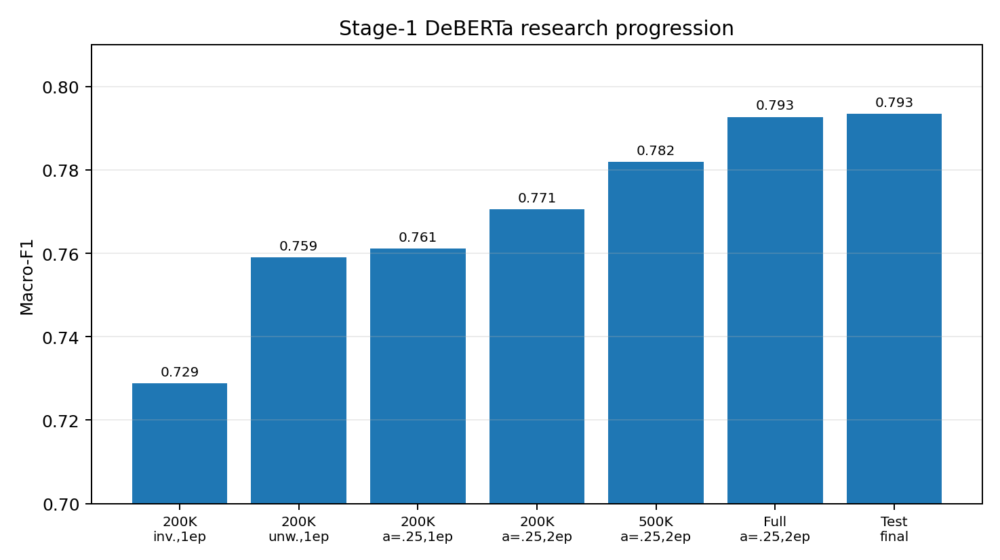 Stage-1 DeBERTa research progression
Macro-F1
0.80
0.78
0.76
0.74
0.72
0.70
0.729
0.759
0.761
0.771
0.782
0.793
0.793
200K
inv.,1ep
200K
unw.,1ep
200K
a=.25,1ep
200K
a=.25,2ep
500K
a=.25,2ep
Full
a=.25,2ep
Test
final